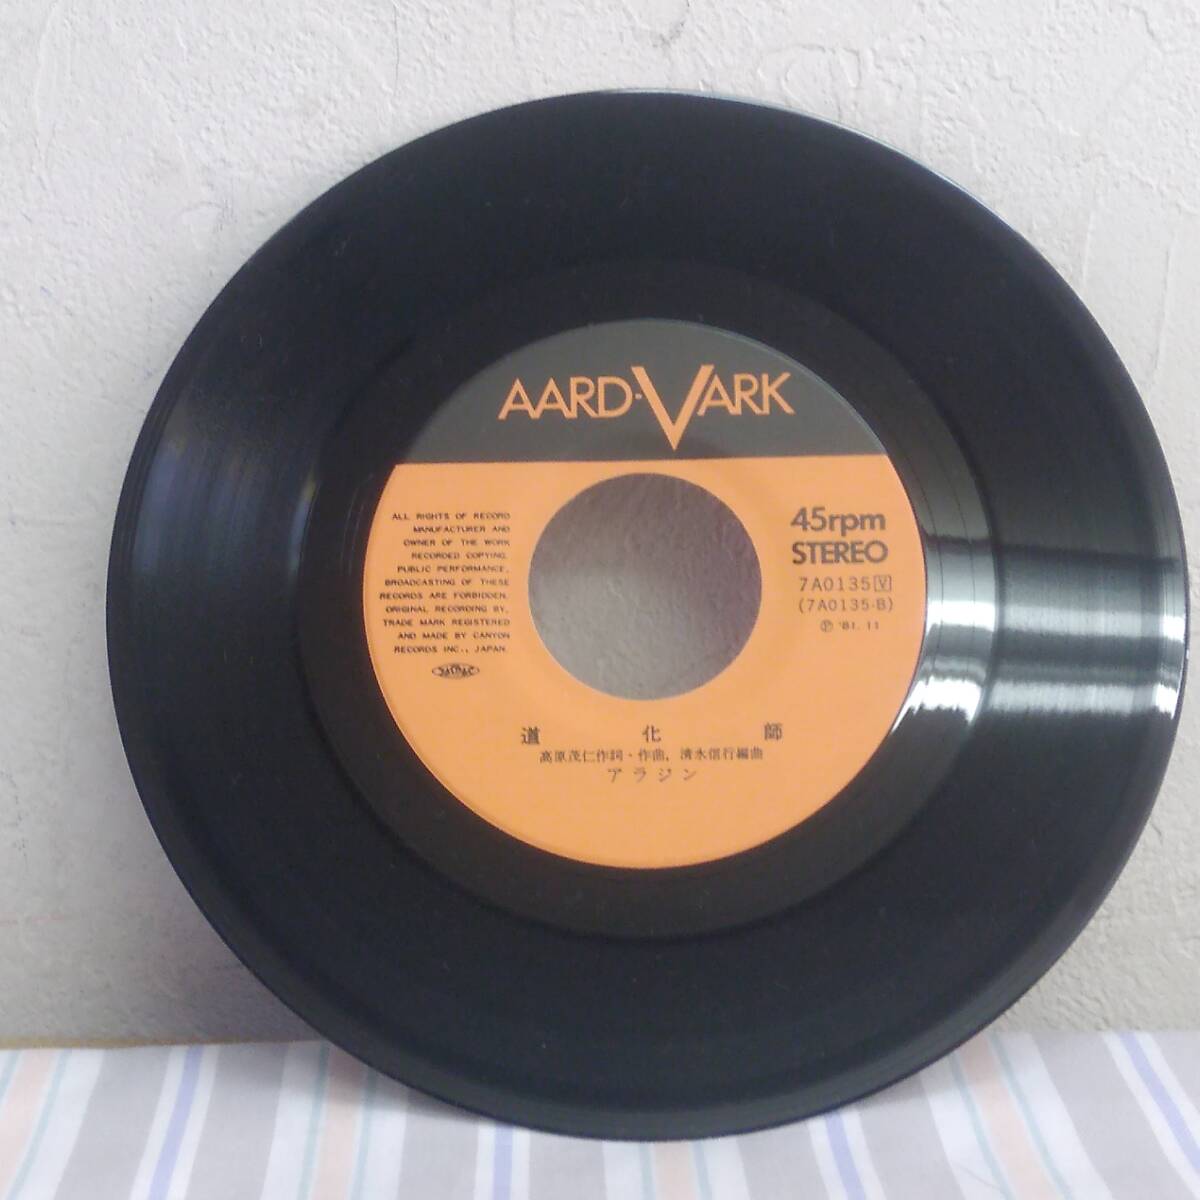 AARD·VARK
ALL RIGHTS OF RECORD
MANUFACTURER AND
OWNER OF THE WORK
RECORDED COPYING,
PUBLIC PERFORMANCE,
BROADCASTING OF THESE
RECORDS ARE FORBIDDEN.
ORIGINAL RECORDING BY,
TRADE MARK REGISTERED
AND MADE BY CANYON
RECORDS INC., JAPAN.
JASRAC
45rpm
STEREO
7A0135 V
(7A0135-B)
Ⓟ '81. 11
道化師
高原茂仁作詞・作曲, 清水信行編曲
アラジン